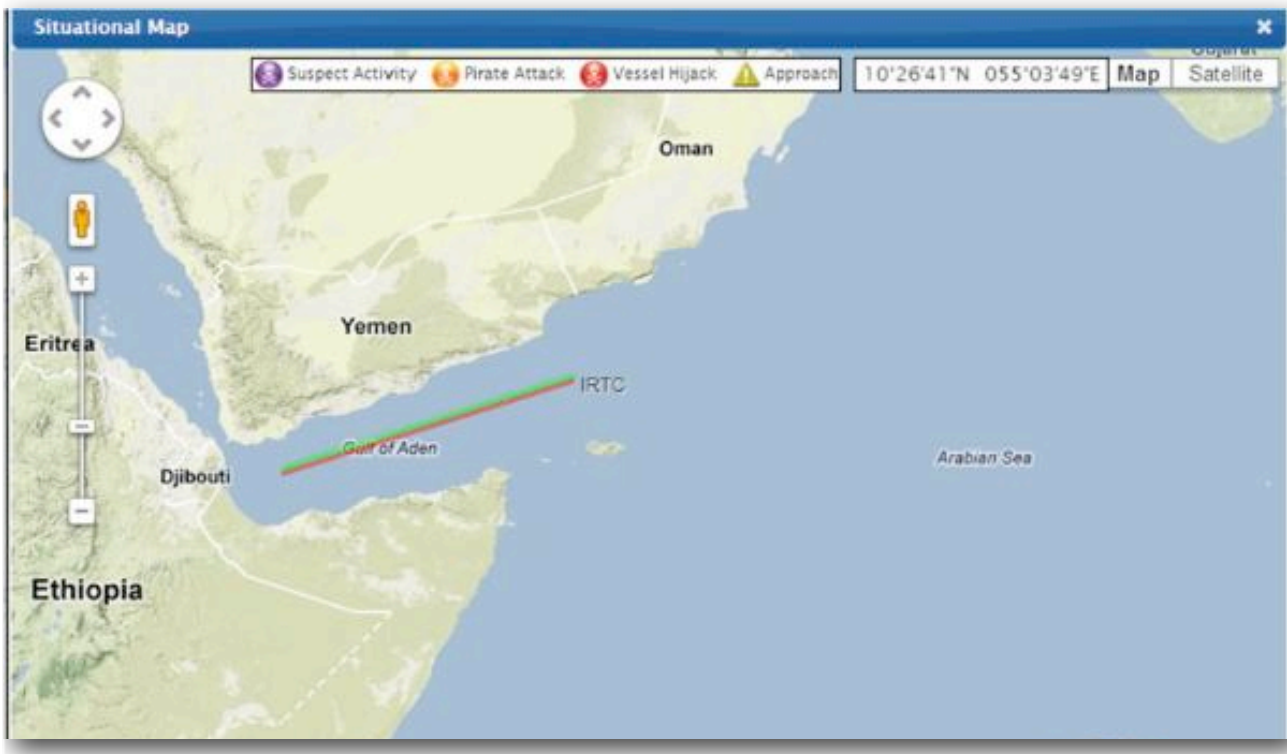 Situational Map
Gujarat
Suspect Activity Pirate Attack Vessel Hijack Approach
10°26'41"N 055°03'49"E
Map Satellite
Oman
Yemen
Eritrea
IRTC
Gulf of Aden
Arabian Sea
Djibouti
Ethiopia